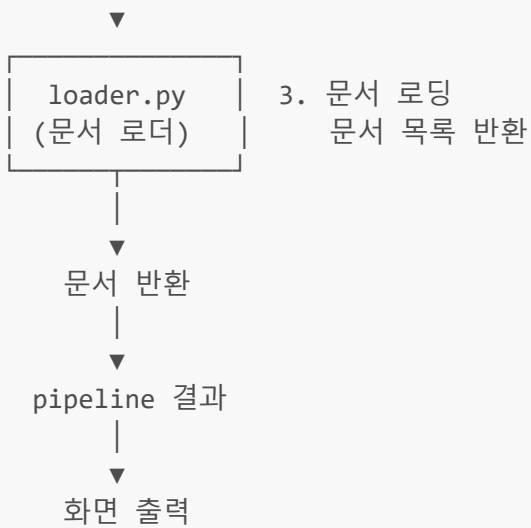 loader.py 3. 문서 로딩
(문서 로더) 문서 목록 반환
문서 반환
pipeline 결과
화면 출력